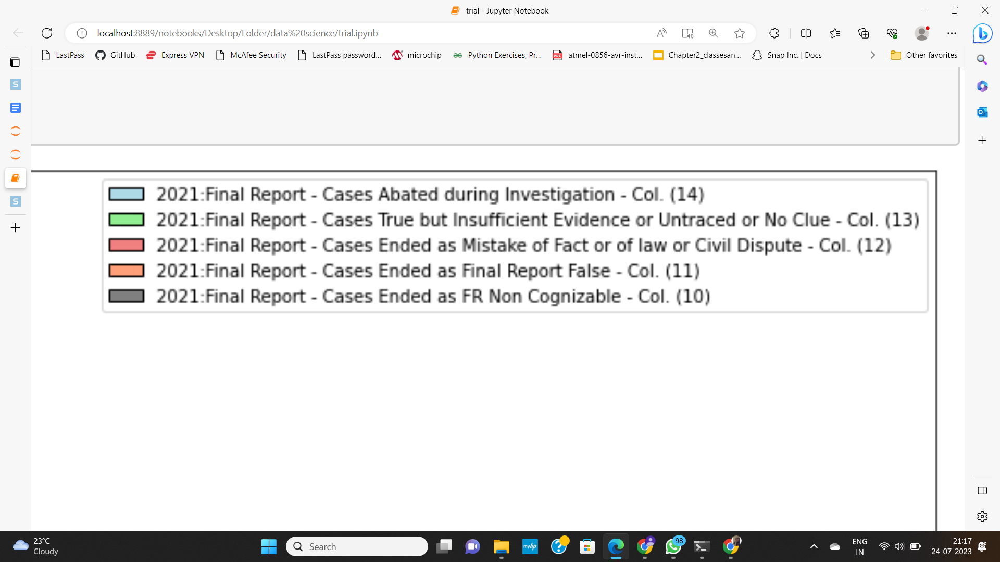 trial - Jupyter Notebook
localhost:8889/notebooks/Desktop/Folder/data%20science/trial.ipynb
LastPass GitHub Express VPN McAfee Security LastPass password... microchip Python Exercises, Pr... atmel-0856-avr-inst... Chapter2_classesan... Snap Inc. | Docs Other favorites
2021:Final Report - Cases Abated during Investigation - Col. (14)
2021:Final Report - Cases True but Insufficient Evidence or Untraced or No Clue - Col. (13)
2021:Final Report - Cases Ended as Mistake of Fact or of law or Civil Dispute - Col. (12)
2021:Final Report - Cases Ended as Final Report False - Col. (11)
2021:Final Report - Cases Ended as FR Non Cognizable - Col. (10)
23°C
Cloudy
Search
myhp
98
ENG
IN
21:17
24-07-2023